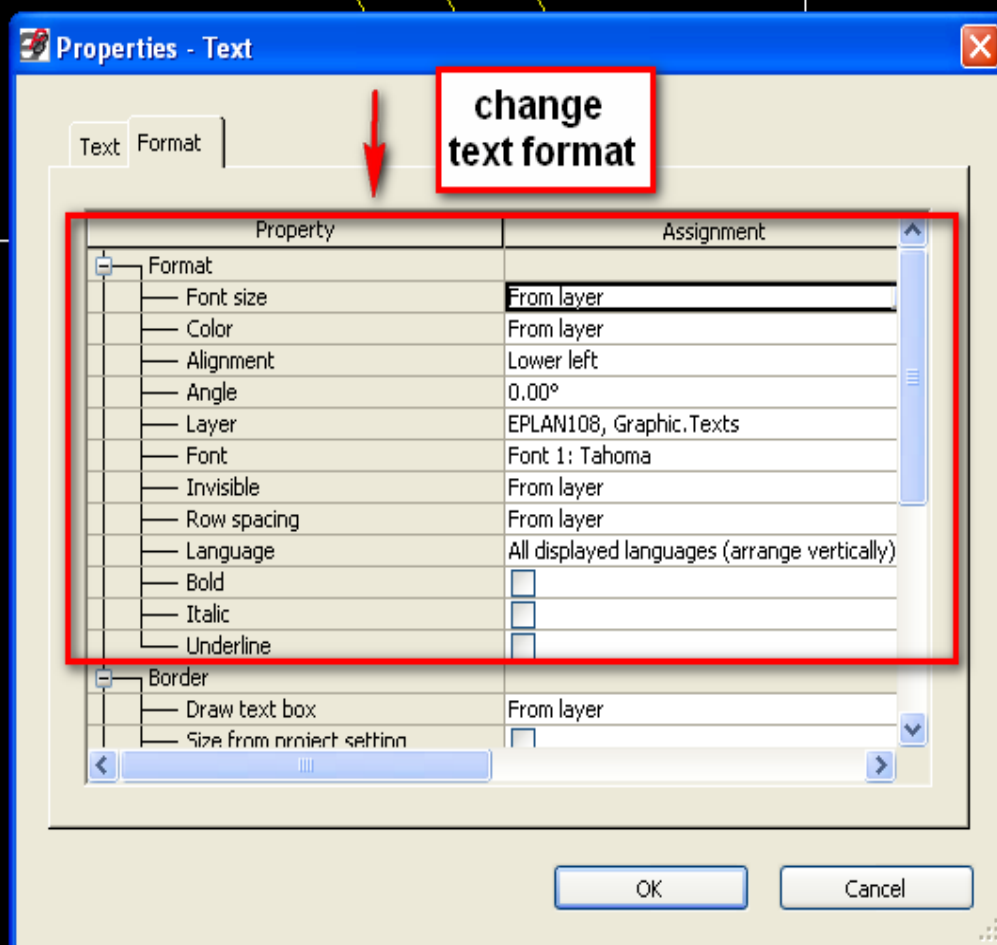 Properties - Text
change
text format
Text Format
Property Assignment
Format
Font size From layer
Color From layer
Alignment Lower left
Angle 0.00°
Layer EPLAN108, Graphic.Texts
Font Font 1: Tahoma
Invisible From layer
Row spacing From layer
Language All displayed languages (arrange vertically)
Bold
Italic
Underline
Border
Draw text box From layer
Size from project setting
OK Cancel